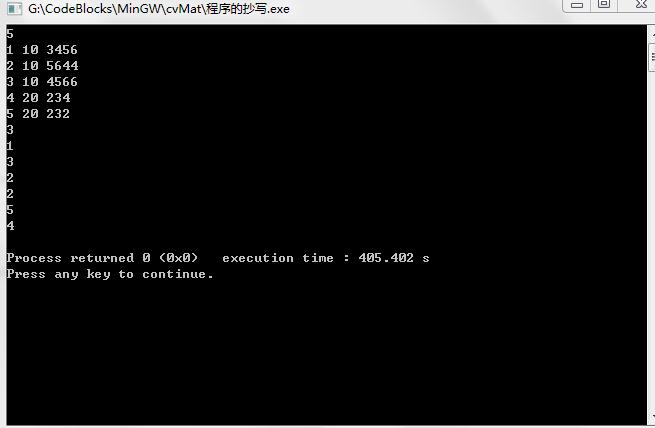 G:\CodeBlocks\MinGW\cvMat\程序的抄写.exe
5
1 10 3456
2 10 5644
3 10 4566
4 20 234
5 20 232
3
1
3
2
2
5
4
Process returned 0 (0x0)   execution time : 405.402 s
Press any key to continue.